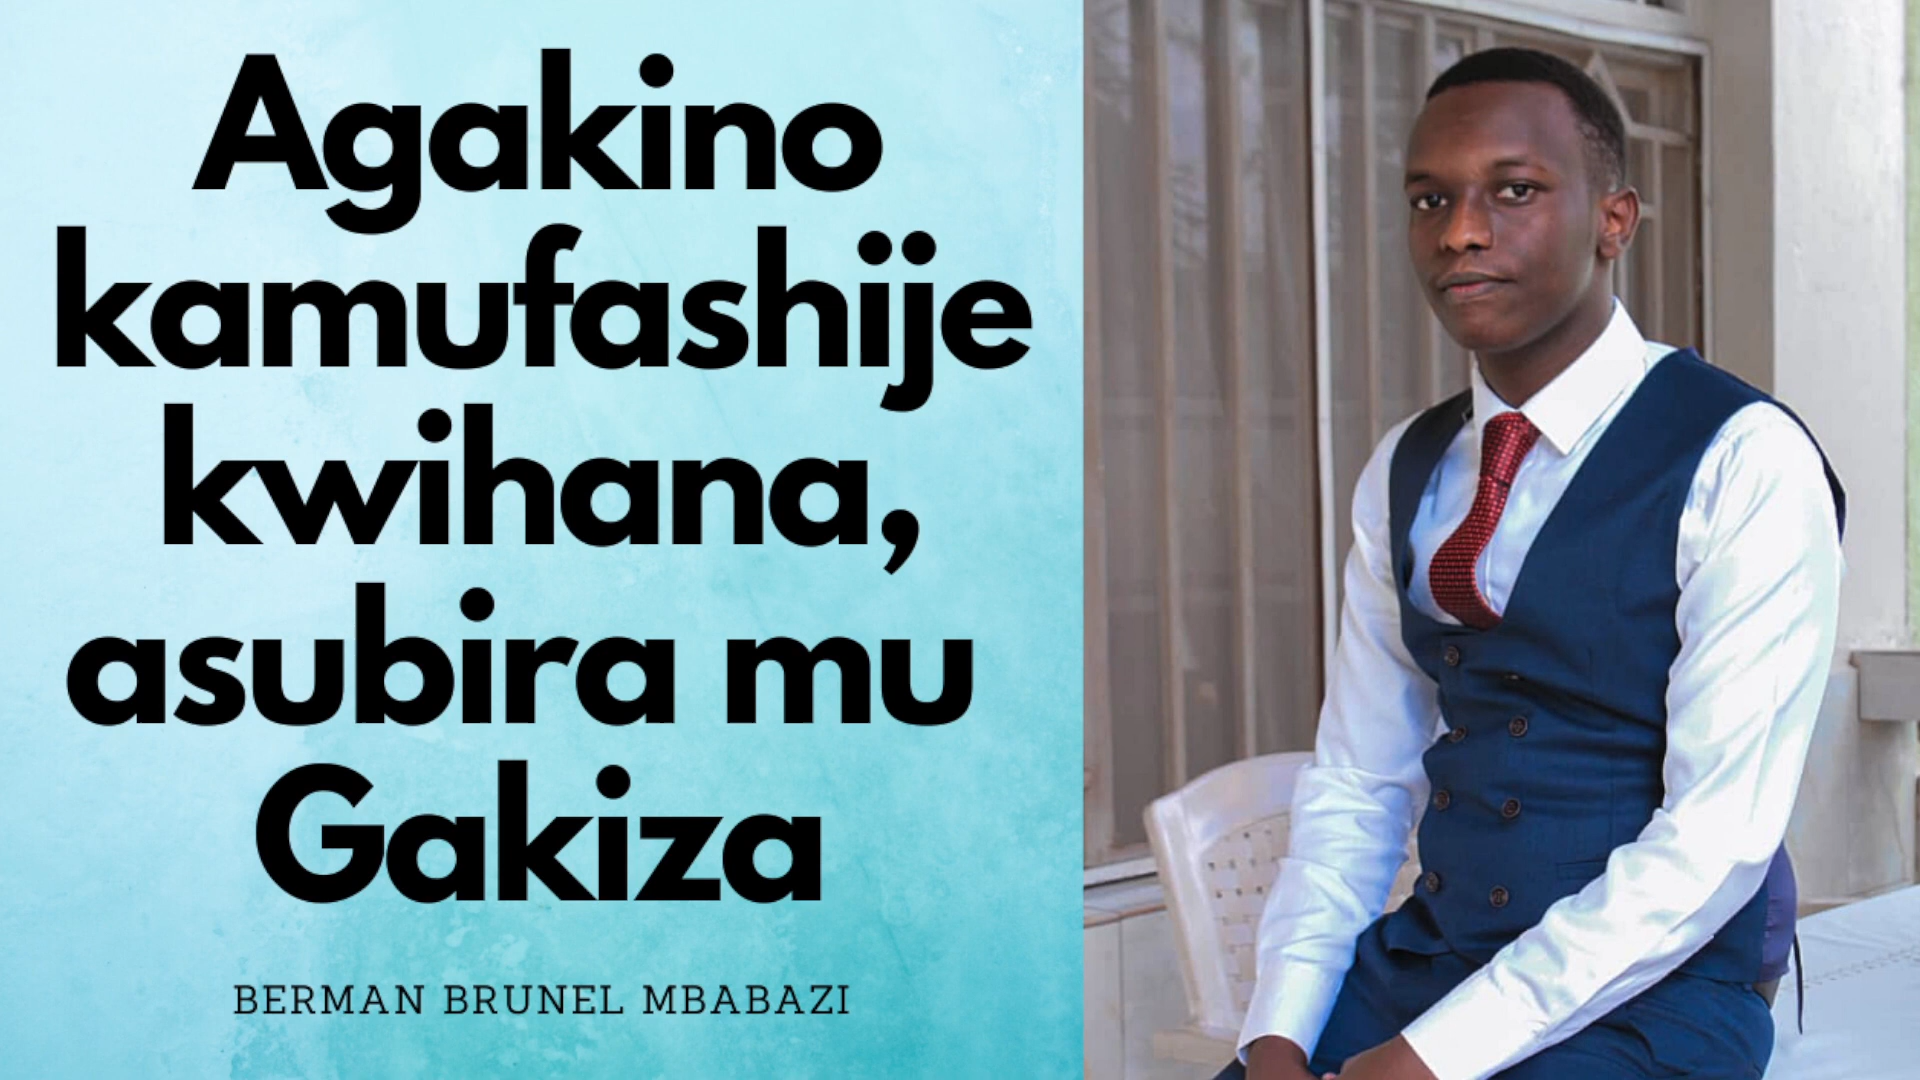 Agakino
kamufashije
kwihana,
asubira mu
Gakiza
BERMAN BRUNEL MBABAZI